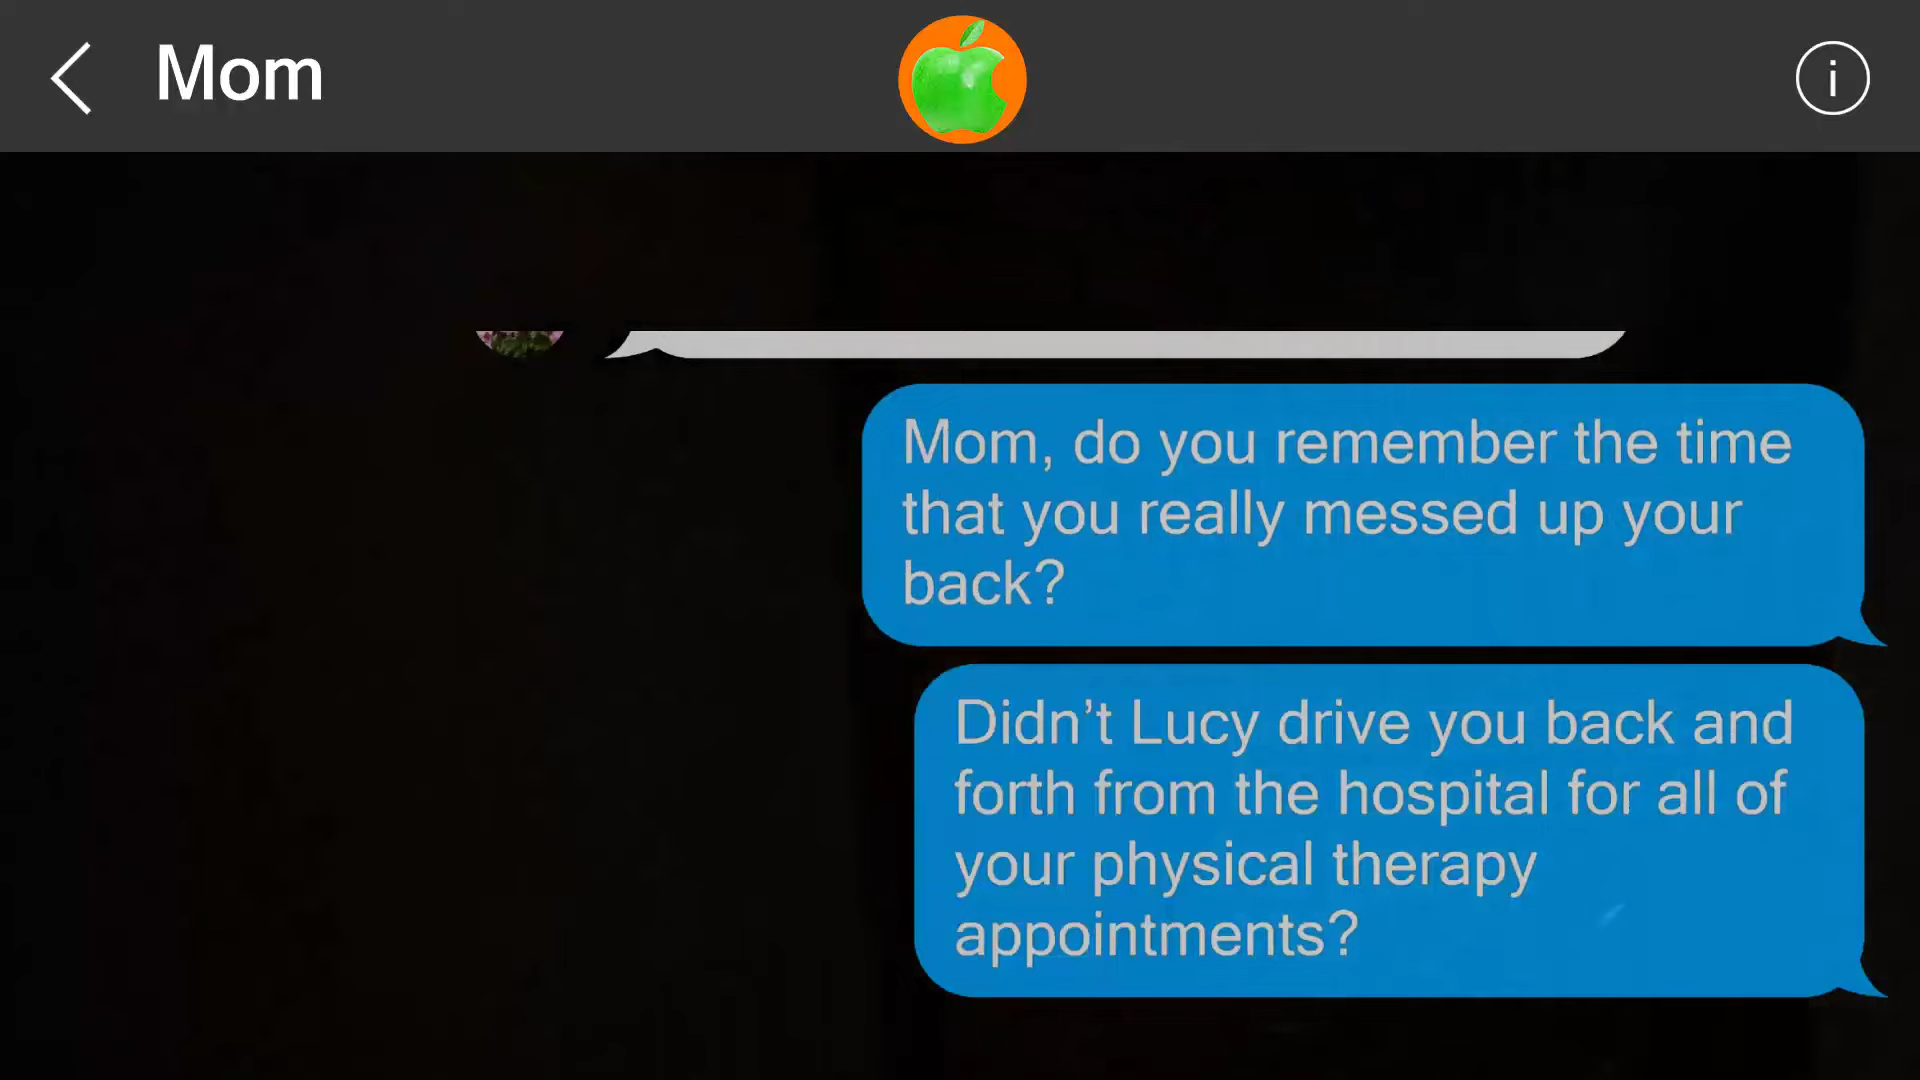 Mom
i
Mom, do you remember the time
that you really messed up your
back?
Didn’t Lucy drive you back and
forth from the hospital for all of
your physical therapy
appointments?